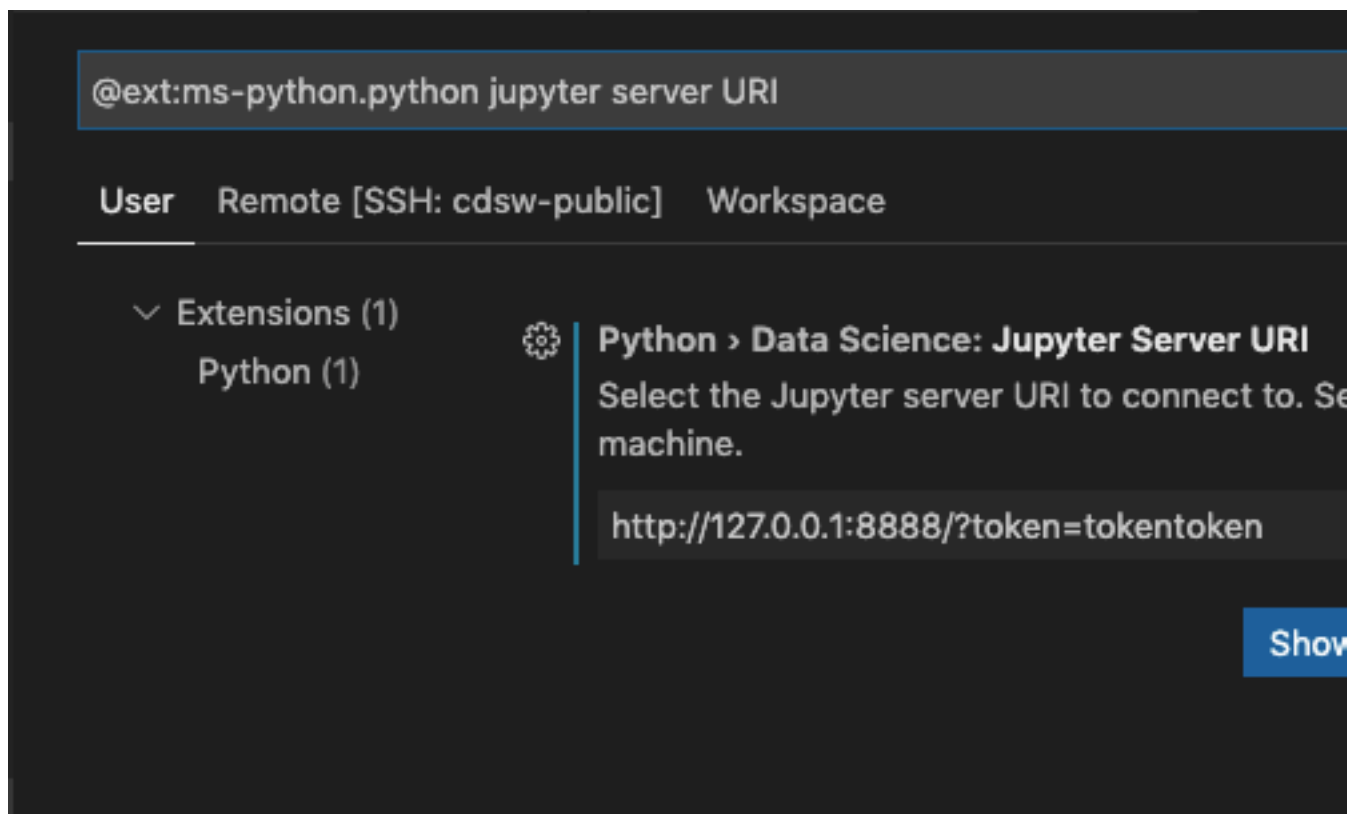 @ext:ms-python.python jupyter server URI
User Remote [SSH: cdsw-public] Workspace
Extensions (1)
Python (1)
Python › Data Science: Jupyter Server URI
Select the Jupyter server URI to connect to. Se
machine.
http://127.0.0.1:8888/?token=tokentoken
Show